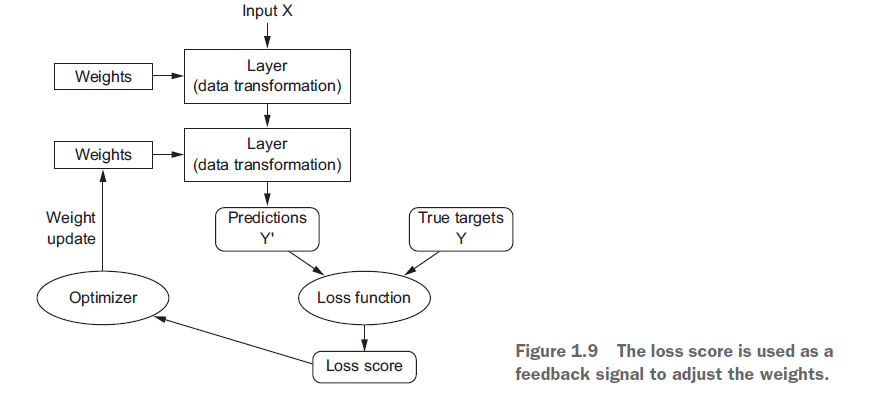 Input X
Weights
Layer
(data transformation)
Weights
Layer
(data transformation)
Weight
update
Predictions
Y'
True targets
Y
Optimizer
Loss function
Loss score
Figure 1.9 The loss score is used as a
feedback signal to adjust the weights.